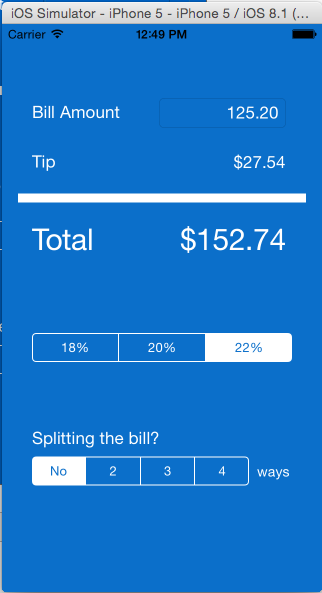 iOS Simulator - iPhone 5 - iPhone 5 / iOS 8.1 (...
Carrier 12:49 PM
Bill Amount 125.20
Tip $27.54
Total $152.74
18% 20% 22%
Splitting the bill?
No 2 3 4 ways